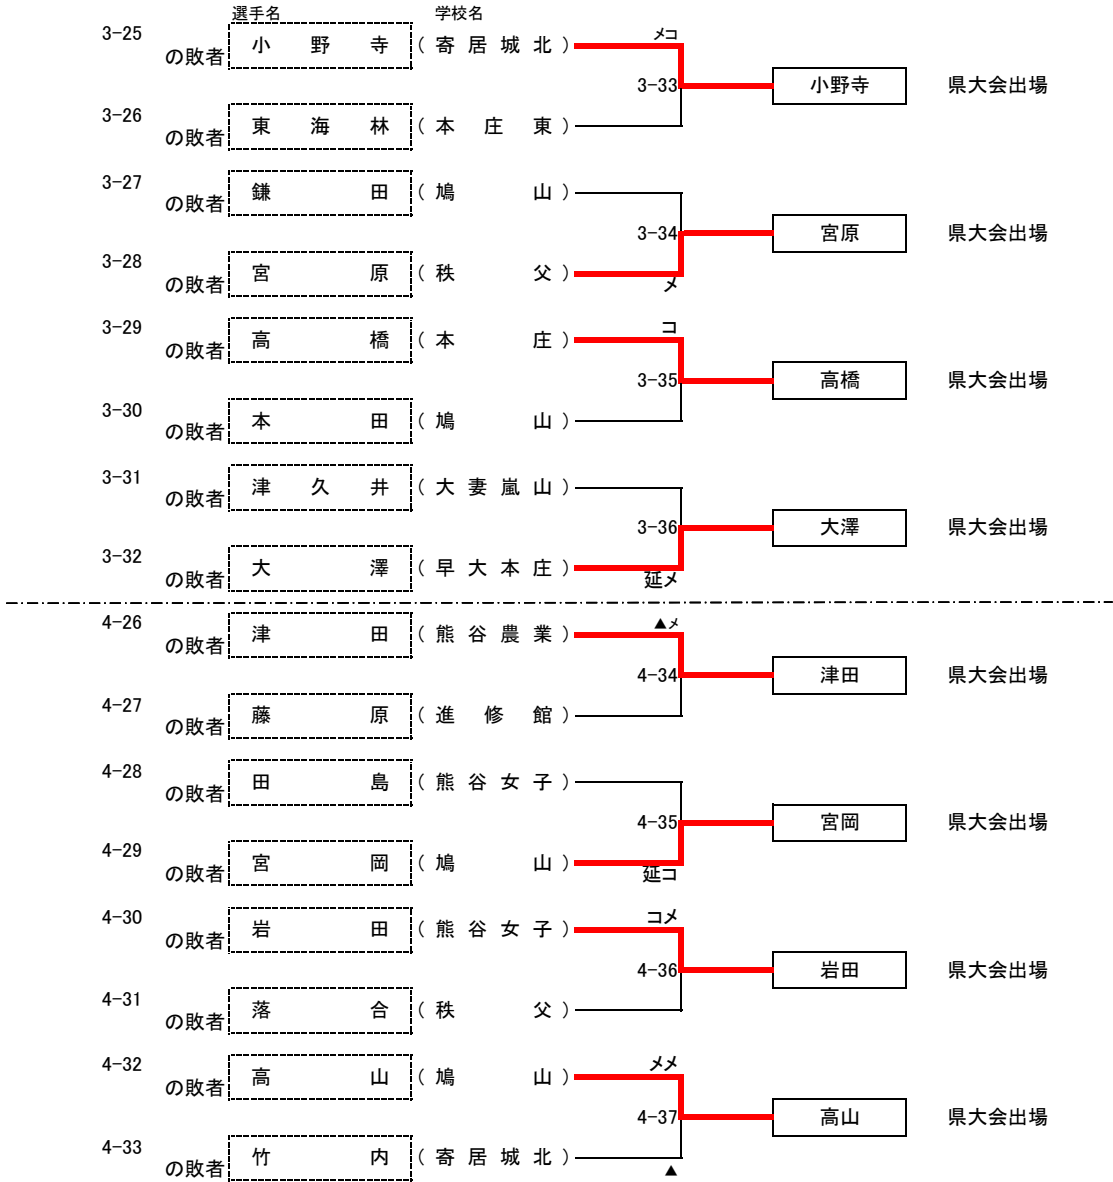 選手名 学校名
3-25 の敗者 小野寺 (寄居城北) メコ
3-33 小野寺 県大会出場
3-26 の敗者 東海林 (本庄東)
3-27 の敗者 鎌田 (鳩山)
3-34 宮原 県大会出場
3-28 の敗者 宮原 (秩父) メ
3-29 の敗者 高橋 (本庄) コ
3-35 高橋 県大会出場
3-30 の敗者 本田 (鳩山)
3-31 の敗者 津久井 (大妻嵐山)
3-36 大澤 県大会出場
3-32 の敗者 大澤 (早大本庄) 延メ
4-26 の敗者 津田 (熊谷農業) ▲メ
4-34 津田 県大会出場
4-27 の敗者 藤原 (進修館)
4-28 の敗者 田島 (熊谷女子)
4-35 宮岡 県大会出場
4-29 の敗者 宮岡 (鳩山) 延コ
4-30 の敗者 岩田 (熊谷女子) コメ
4-36 岩田 県大会出場
4-31 の敗者 落合 (秩父)
4-32 の敗者 高山 (鳩山) メメ
4-37 高山 県大会出場
4-33 の敗者 竹内 (寄居城北) ▲